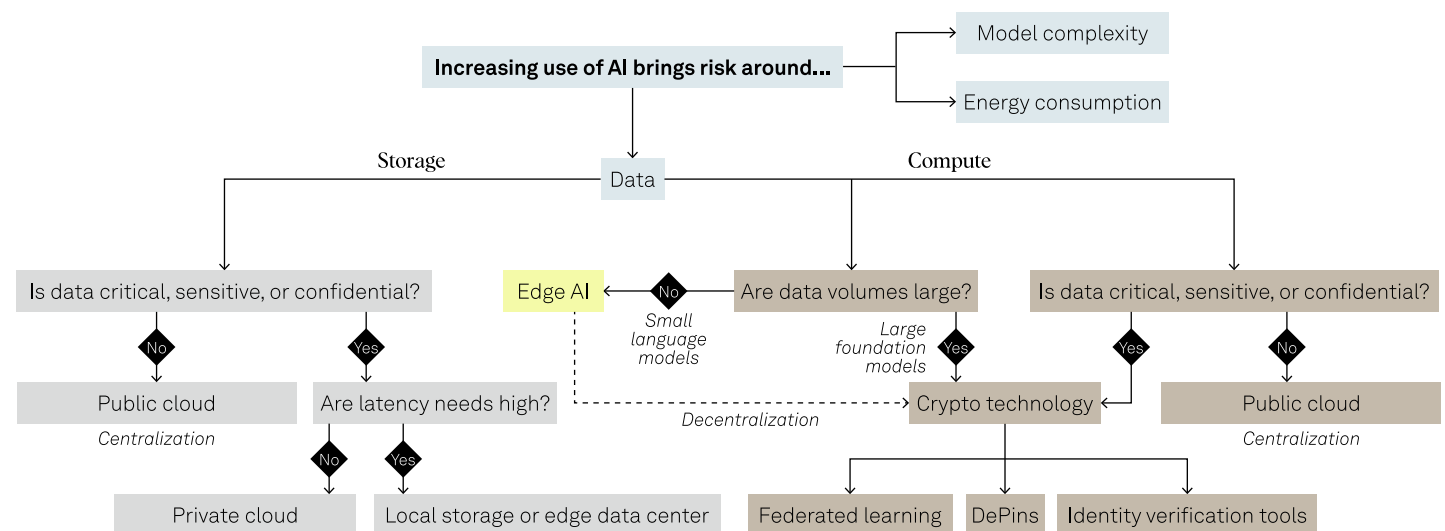 Model complexity
Increasing use of AI brings risk around...
Energy consumption
Storage
Compute
Data
Is data critical, sensitive, or confidential?
Edge AI
No
Are data volumes large?
Is data critical, sensitive, or confidential?
Small
language
models
Large
foundation
models
No
Yes
Yes
Yes
No
Public cloud
Are latency needs high?
Crypto technology
Public cloud
Centralization
Decentralization
Centralization
No
Yes
Private cloud
Local storage or edge data center
Federated learning
DePins
Identity verification tools